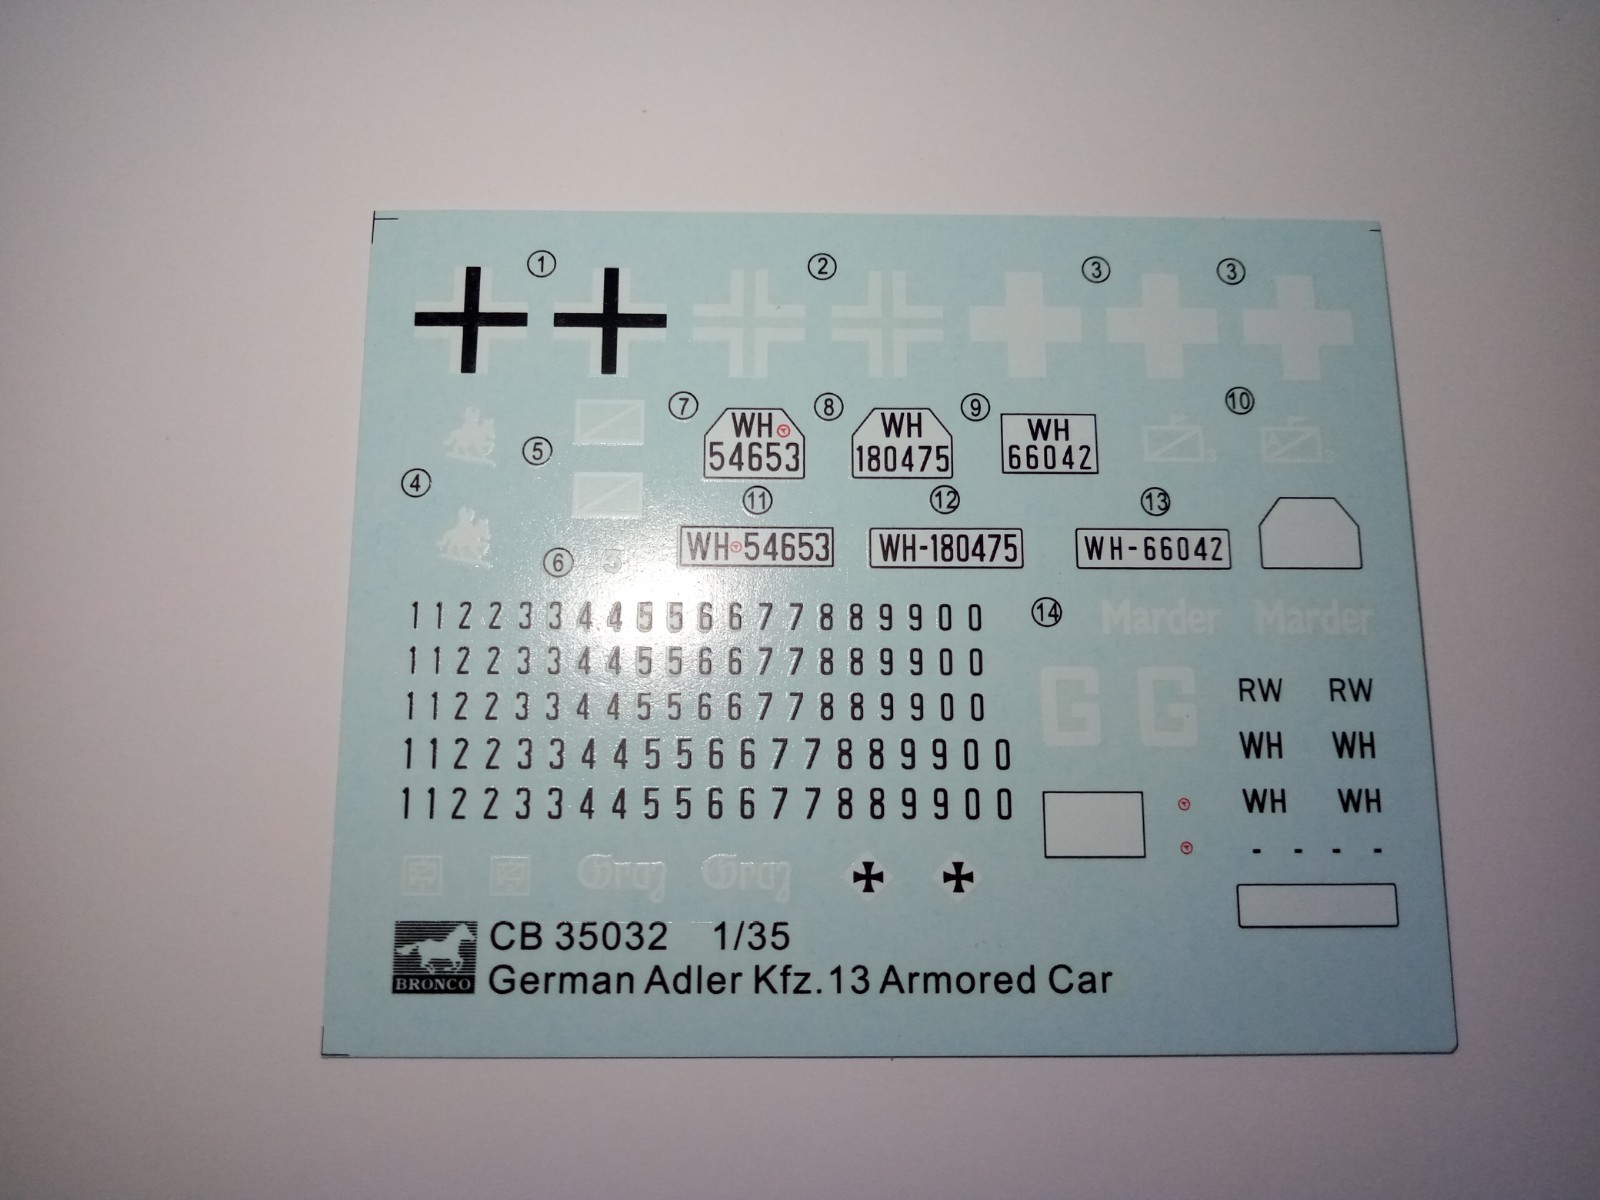 ① ② ③ ③
⑦ WH 54653 ⑧ WH 180475 ⑨ WH 66042 ⑩
④ ⑤ ⑪ ⑫ ⑬
WH 54653 WH-180475 WH-66042
⑥ 3
1 1 2 2 3 3 4 4 5 5 6 6 7 7 8 8 9 9 0 0 ⑭ Marder Marder
1 1 2 2 3 3 4 4 5 5 6 6 7 7 8 8 9 9 0 0
1 1 2 2 3 3 4 4 5 5 6 6 7 7 8 8 9 9 0 0 G G RW RW
1 1 2 2 3 3 4 4 5 5 6 6 7 7 8 8 9 9 0 0 WH WH
1 1 2 2 3 3 4 4 5 5 6 6 7 7 8 8 9 9 0 0 WH WH
- - - -
Graz Graz
CB 35032 1/35
BRONCO German Adler Kfz.13 Armored Car